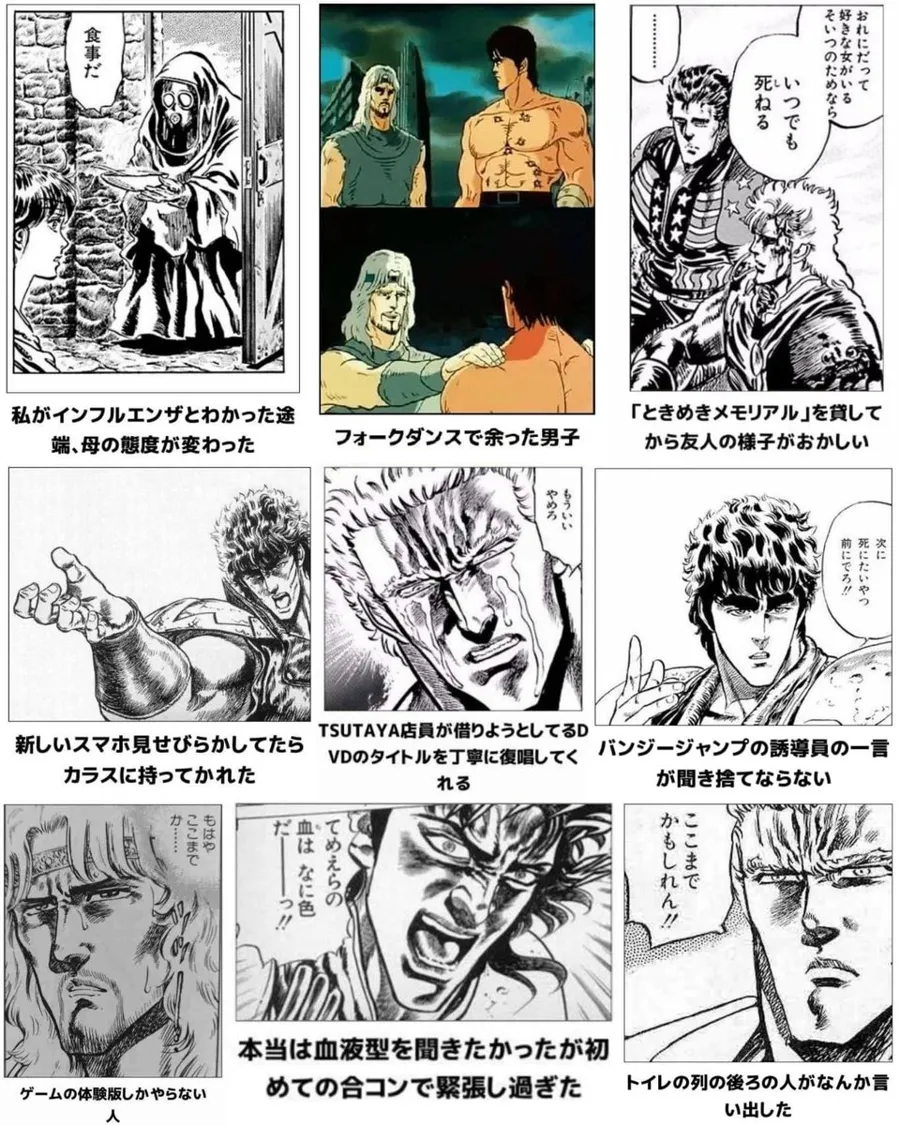 食事だ
私がインフルエンザとわかった途
端、母の態度が変わった
フォークダンスで余った男子
…………
おれにだって
好きな女がいる
そいつのためなら
いつでも
死ねる
「ときめきメモリアル」を貸して
から友人の様子がおかしい
新しいスマホ見せびらかしてたら
カラスに持ってかれた
もういい
やめろ
TSUTAYA店員が借りようとしてるD
VDのタイトルを丁寧に復唱してく
れる
次に
死にたいやつ
前にでろ!!
バンジージャンプの誘導員の一言
が聞き捨てならない
もはや
ここまで
か……
ゲームの体験版しかやらない
人
てめえらの
血は なに色
だーーっ!!
本当は血液型を聞きたかったが初
めての合コンで緊張し過ぎた
ここまで
かもしれん!!
トイレの列の後ろの人がなんか言
い出した